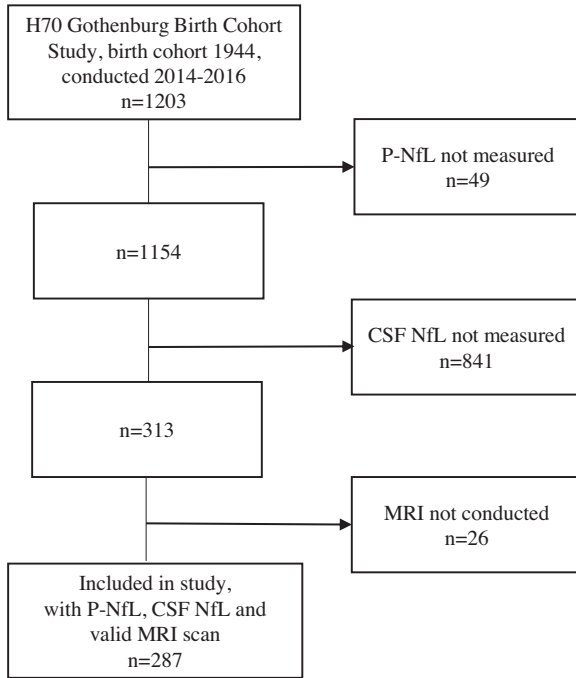 H70 Gothenburg Birth Cohort
Study, birth cohort 1944,
conducted 2014-2016
n=1203
P-NfL not measured
n=49
n=1154
CSF NfL not measured
n=841
n=313
MRI not conducted
n=26
Included in study,
with P-NfL, CSF NfL and
valid MRI scan
n=287